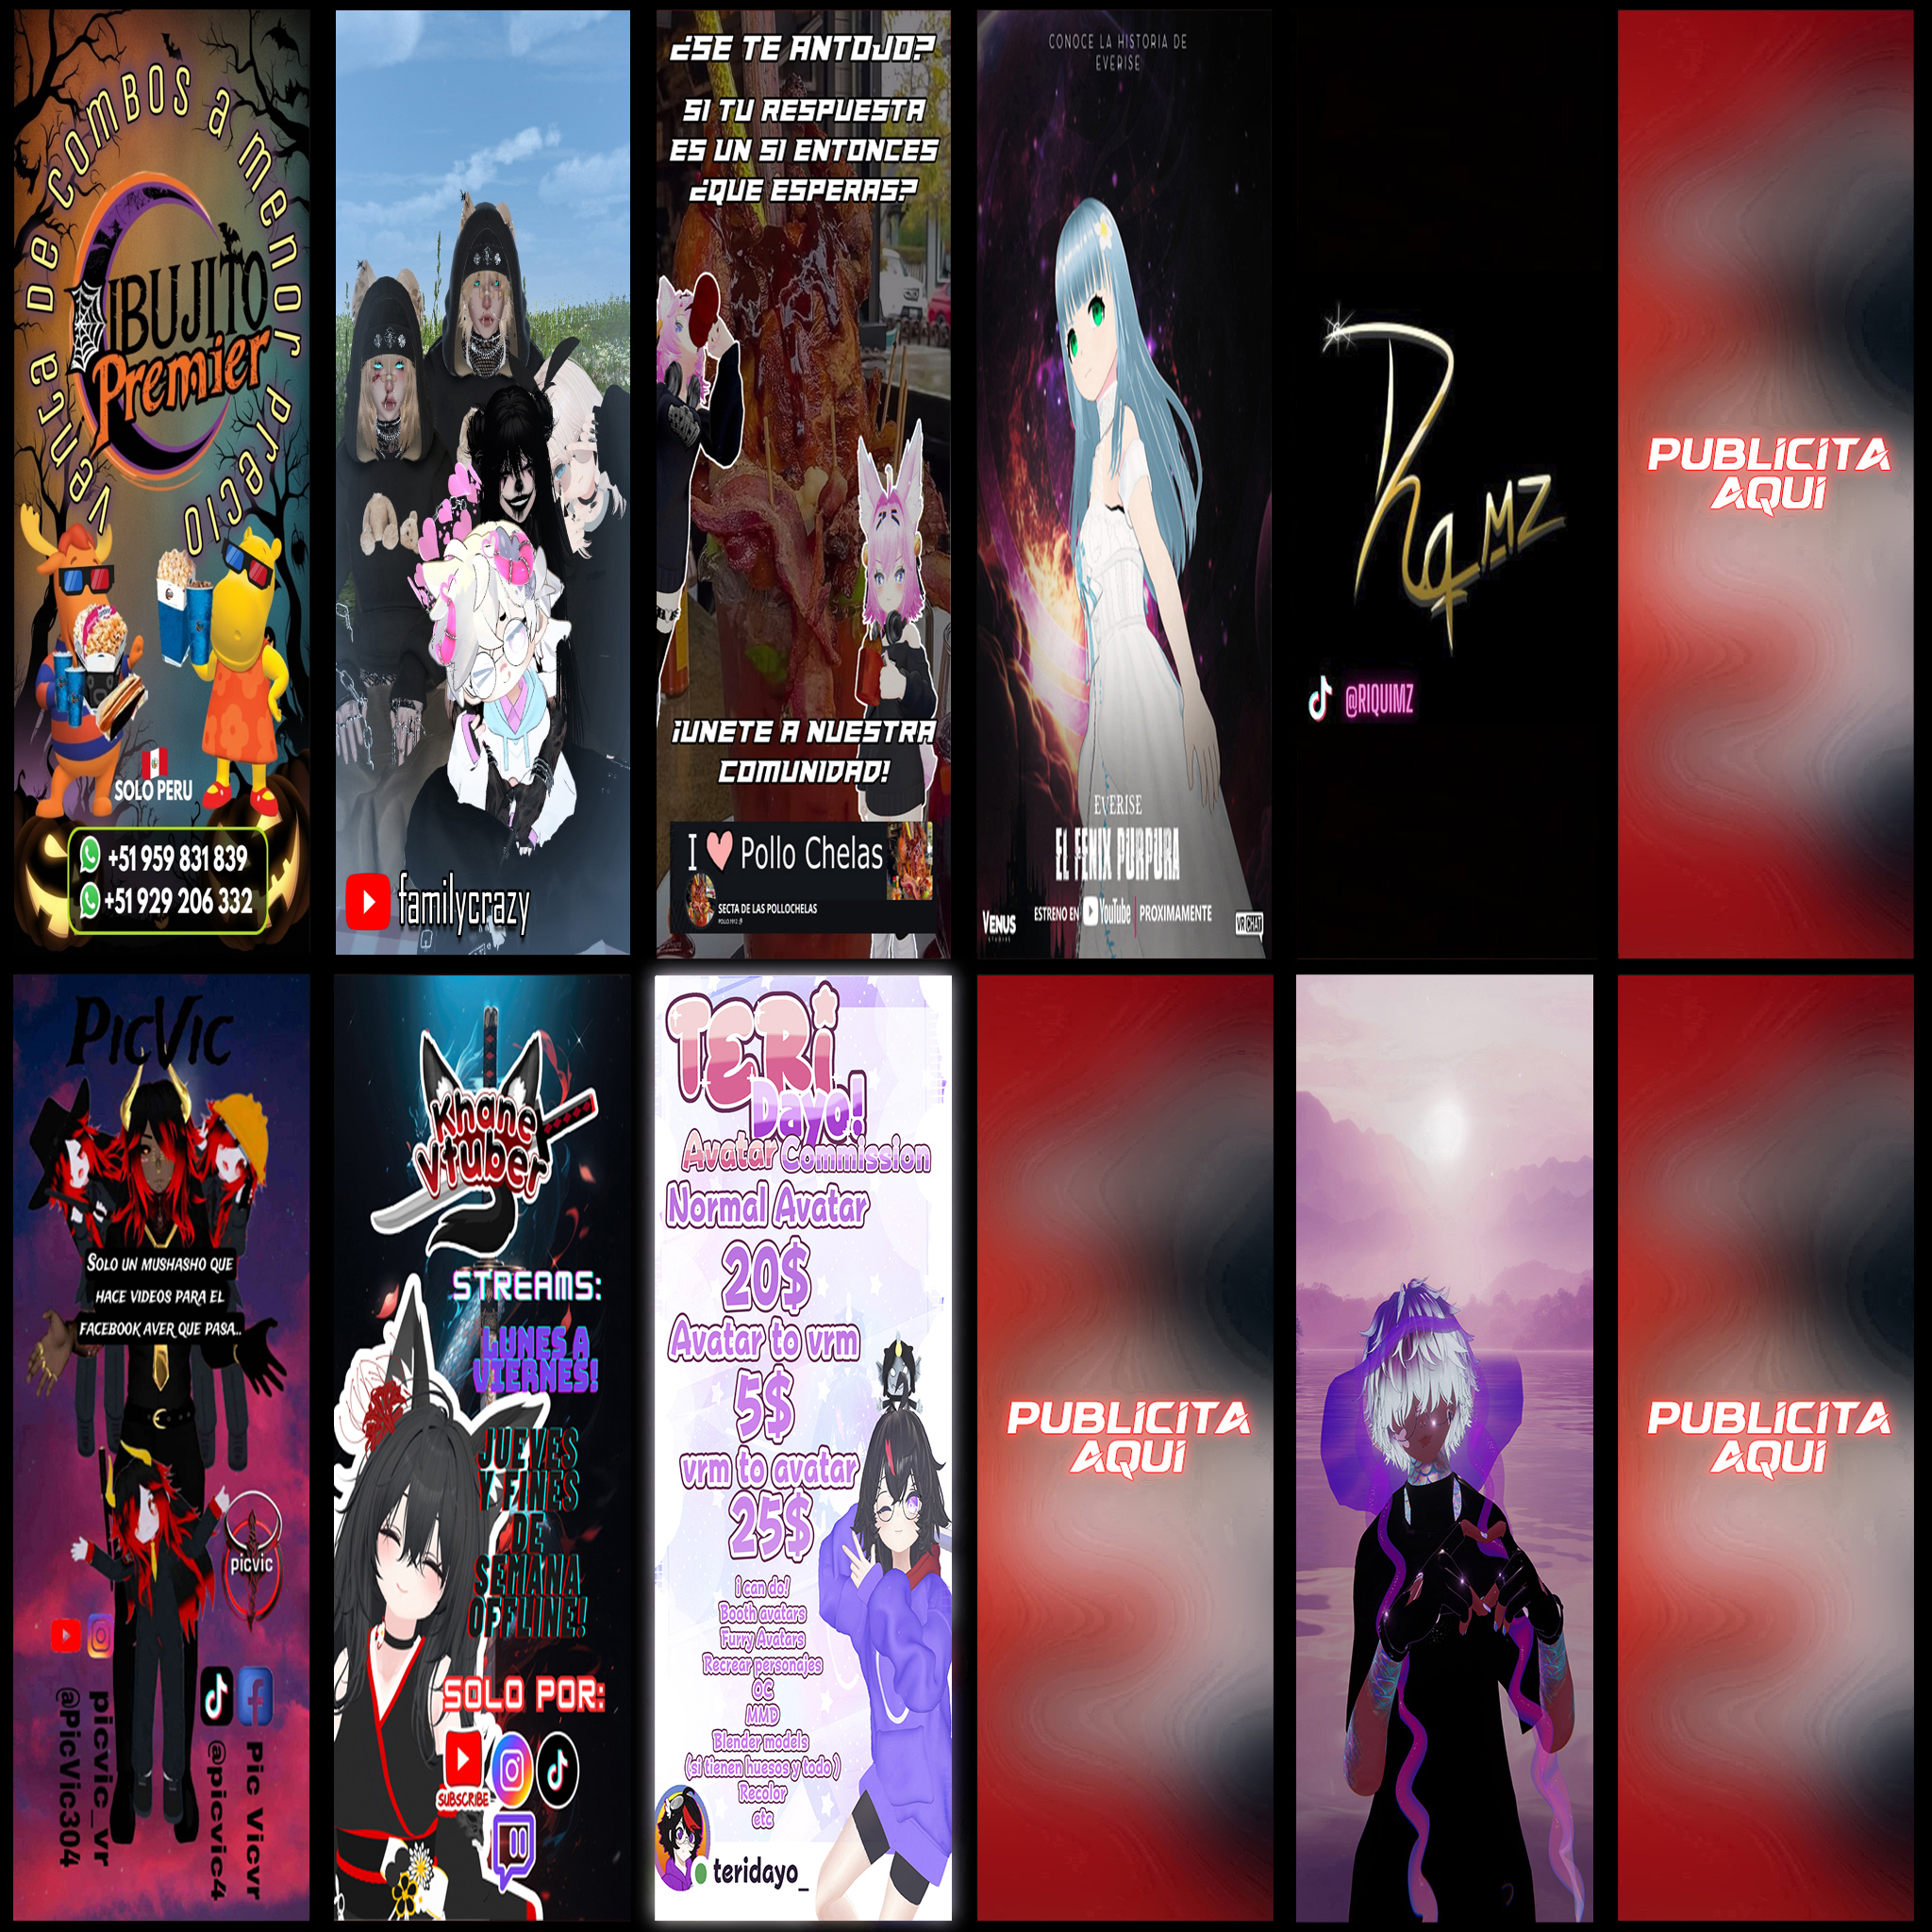 venta de combos a menor precio
DIBUJITO
Premier
SOLO PERU
+51 959 831 839
+51 929 206 332
familycrazy
¿SE TE ANTOJO?
SI TU RESPUESTA
ES UN SI ENTONCES
¿QUE ESPERAS?
¡UNETE A NUESTRA
COMUNIDAD!
I ❤ Pollo Chelas
SECTA DE LAS POLLOCHELAS
CONOCE LA HISTORIA DE
EVERISE
EVERISE
EL FENIX PURPURA
VENUS
STUDIOS
ESTRENO EN YouTube | PROXIMAMENTE
VRCHAT
Rq.MZ
@RIQUIMZ
PUBLICITA
AQUI
PICVIC
SOLO UN MUSHASHO QUE
HACE VIDEOS PARA EL
FACEBOOK AVER QUE PASA...
picvic
@PicVic304
picvic_vr
@picvic4
Pic Vicvr
Khane
Vtuber
STREAMS:
LUNES A
VIERNES!
JUEVES
Y FINES
DE
SEMANA
OFFLINE!
SOLO POR:
SUBSCRIBE
TERI
Dayo!
Avatar Commission
Normal Avatar
20$
Avatar to vrm
5$
vrm to avatar
25$
i can do!
Booth avatars
Furry Avatars
Recrear personajes
OC
MMD
Blender models
(si tienen huesos y todo )
Recolor
etc
teridayo_
PUBLICITA
AQUI
PUBLICITA
AQUI